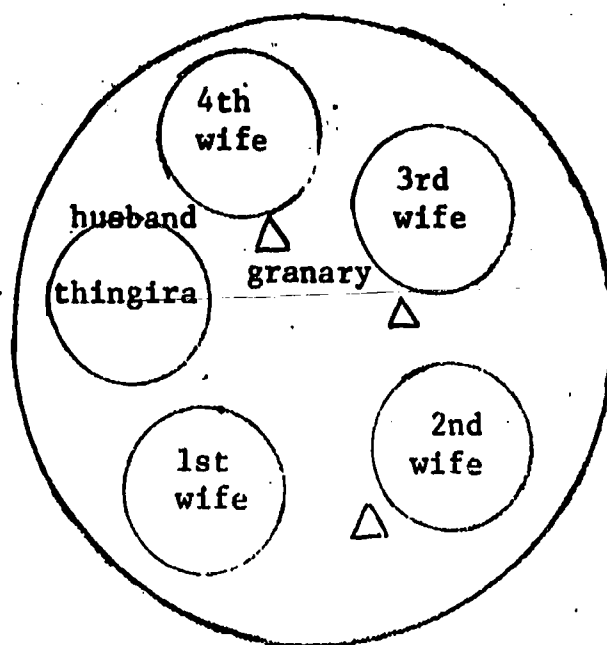 4th
wife
3rd
wife
husband
granary
thingira
1st
wife
2nd
wife